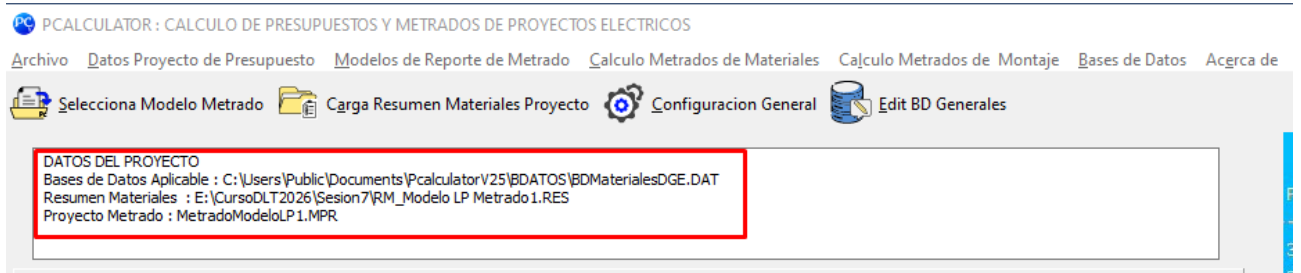 PCALCULATOR : CALCULO DE PRESUPUESTOS Y METRADOS DE PROYECTOS ELECTRICOS
Archivo Datos Proyecto de Presupuesto Modelos de Reporte de Metrado Calculo Metrados de Materiales Calculo Metrados de Montaje Bases de Datos Acerca de
Selecciona Modelo Metrado Carga Resumen Materiales Proyecto Configuracion General Edit BD Generales
DATOS DEL PROYECTO
Bases de Datos Aplicable : C:\Users\Public\Documents\PcalculatorV25\BDATOS\BDMaterialesDGE.DAT
Resumen Materiales : E:\CursoDLT2026\Sesion7\RM_Modelo LP Metrado1.RES
Proyecto Metrado : MetradoModeloLP1.MPR